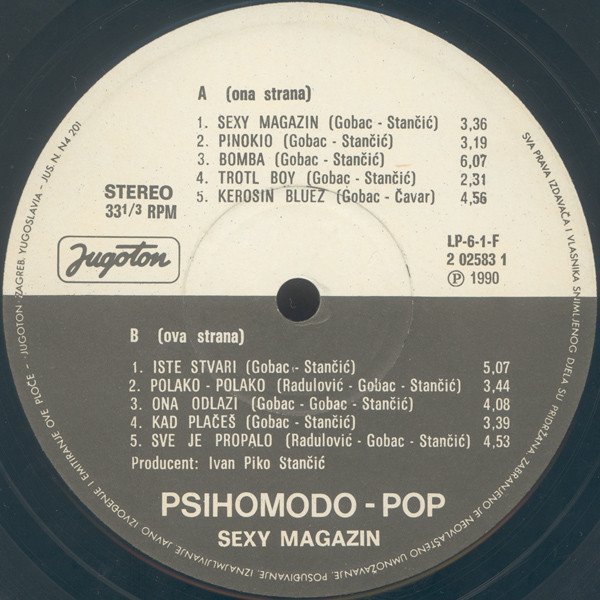 A (ona strana)
1. SEXY MAGAZIN (Gobac - Stančić) 3,36
2. PINOKIO (Gobac - Stančić) 3,19
3. BOMBA (Gobac - Stančić) 6,07
4. TROTL BOY (Gobac - Stančić) 2,31
5. KEROSIN BLUEZ (Gobac - Čavar) 4,56
STEREO
331/3 RPM
Jugoton
LP-6-1-F
2 02583 1
Ⓟ 1990
B (ova strana)
1. ISTE STVARI (Gobac - Stančić) 5,07
2. POLAKO - POLAKO (Radulović - Gobac - Stančić) 3,44
3. ONA ODLAZI (Gobac - Gobac - Stančić) 4,08
4. KAD PLAČEŠ (Gobac - Stančić) 3,39
5. SVE JE PROPALO (Radulović - Gobac - Stančić) 4,53
Producent: Ivan Piko Stančić
PSIHOMODO - POP
SEXY MAGAZIN
SVA PRAVA IZDAVAČA I VLASNIKA SNIMLJENOG DJELA SU PRIDRŽANA. ZABRANJENO JE NEOVLAŠTENO UMNOŽAVANJE, POSUĐIVANJE, IZNAJMLJIVANJE, JAVNO IZVOĐENJE I EMITIRANJE OVE PLOČE - JUGOTON - ZAGREB, YUGOSLAVIA - JUS. N. N4 201